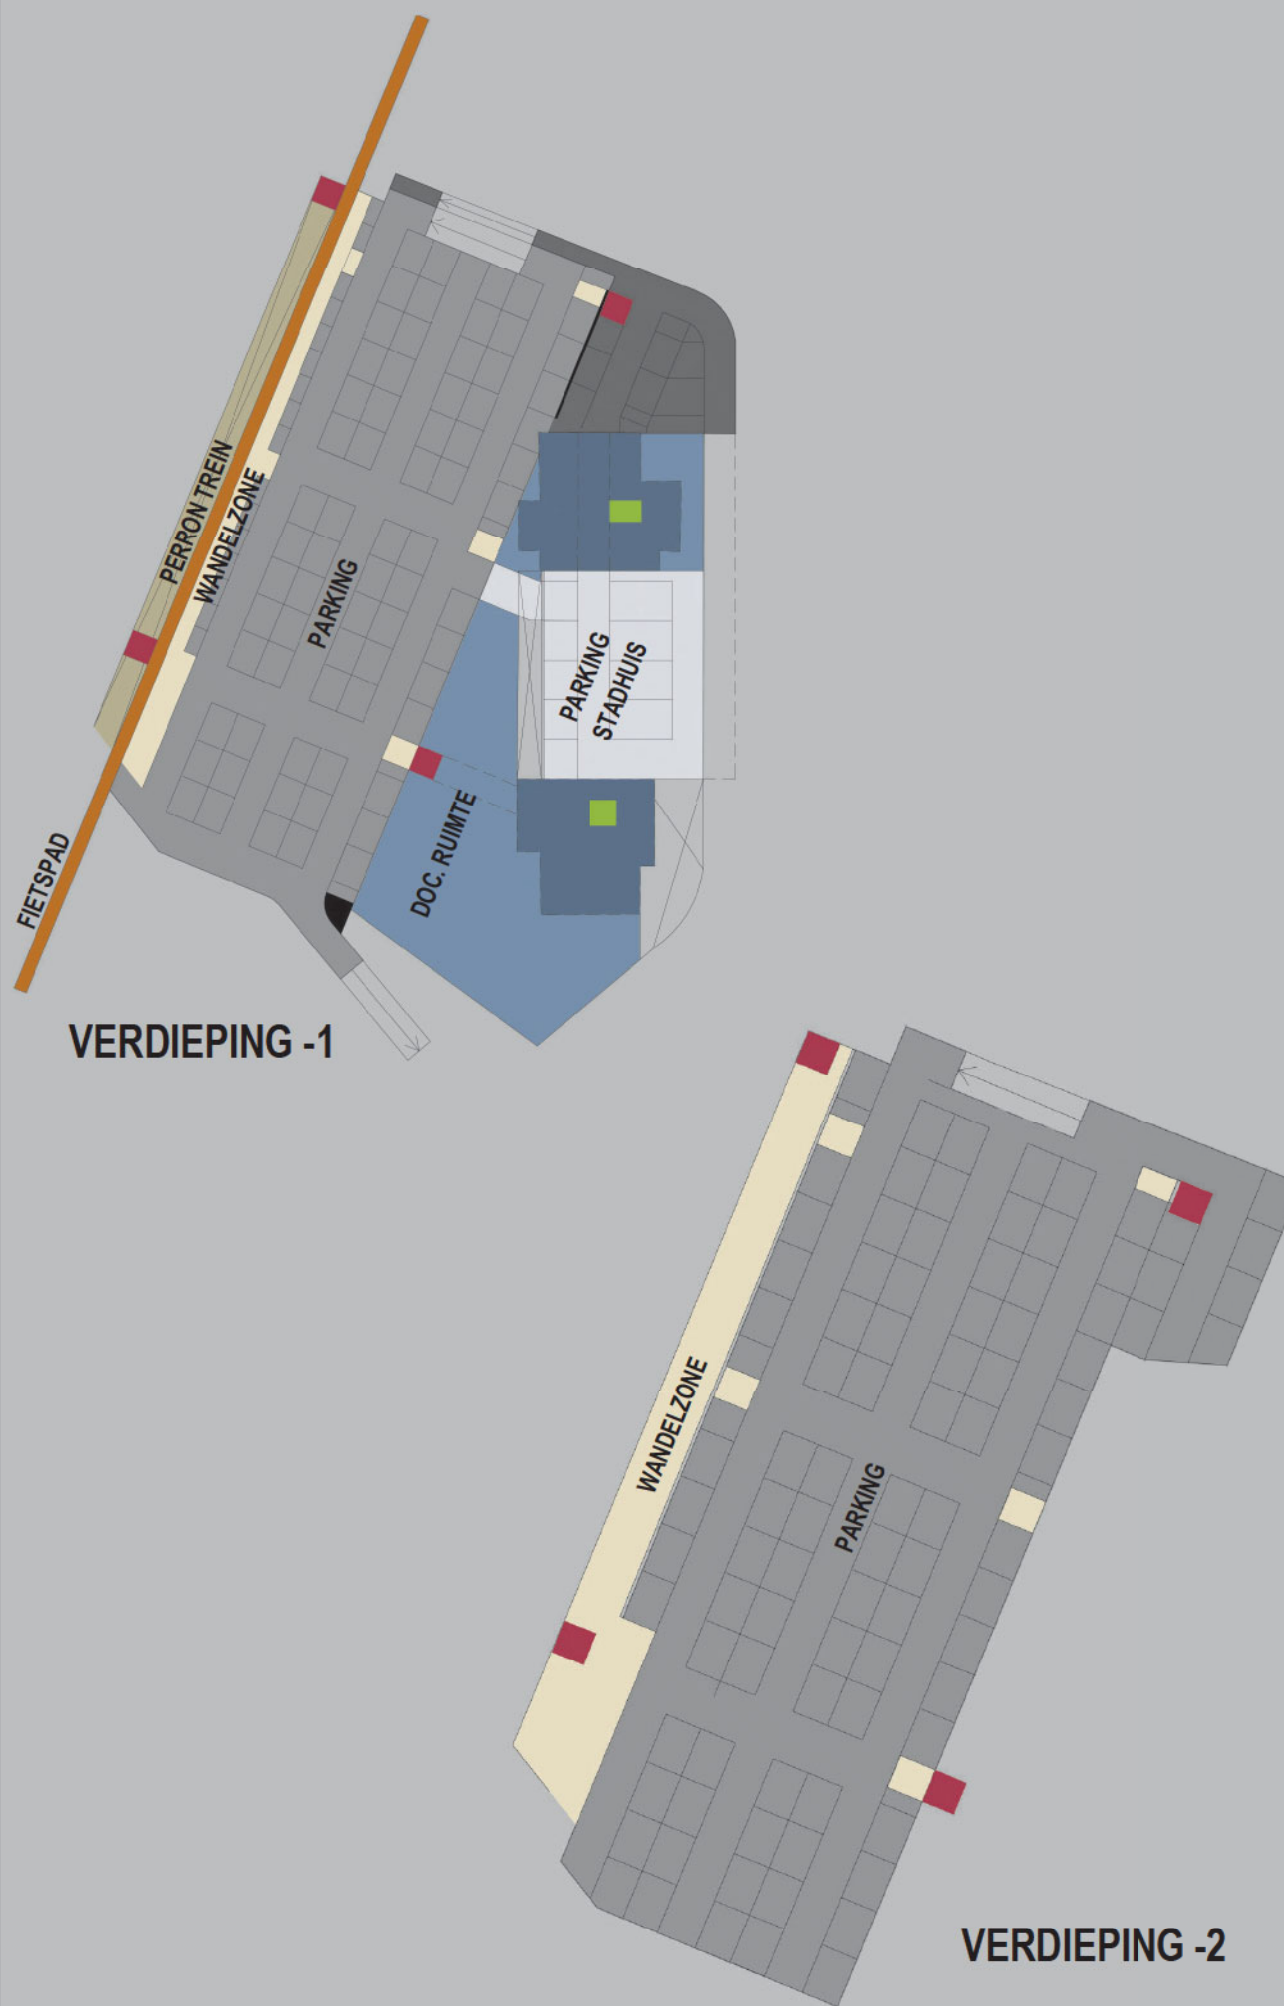 PERRON TREIN
WANDELZONE
PARKING
PARKING
STADHUIS
DOC. RUIMTE
FIETSPAD
VERDIEPING -1
WANDELZONE
PARKING
VERDIEPING -2